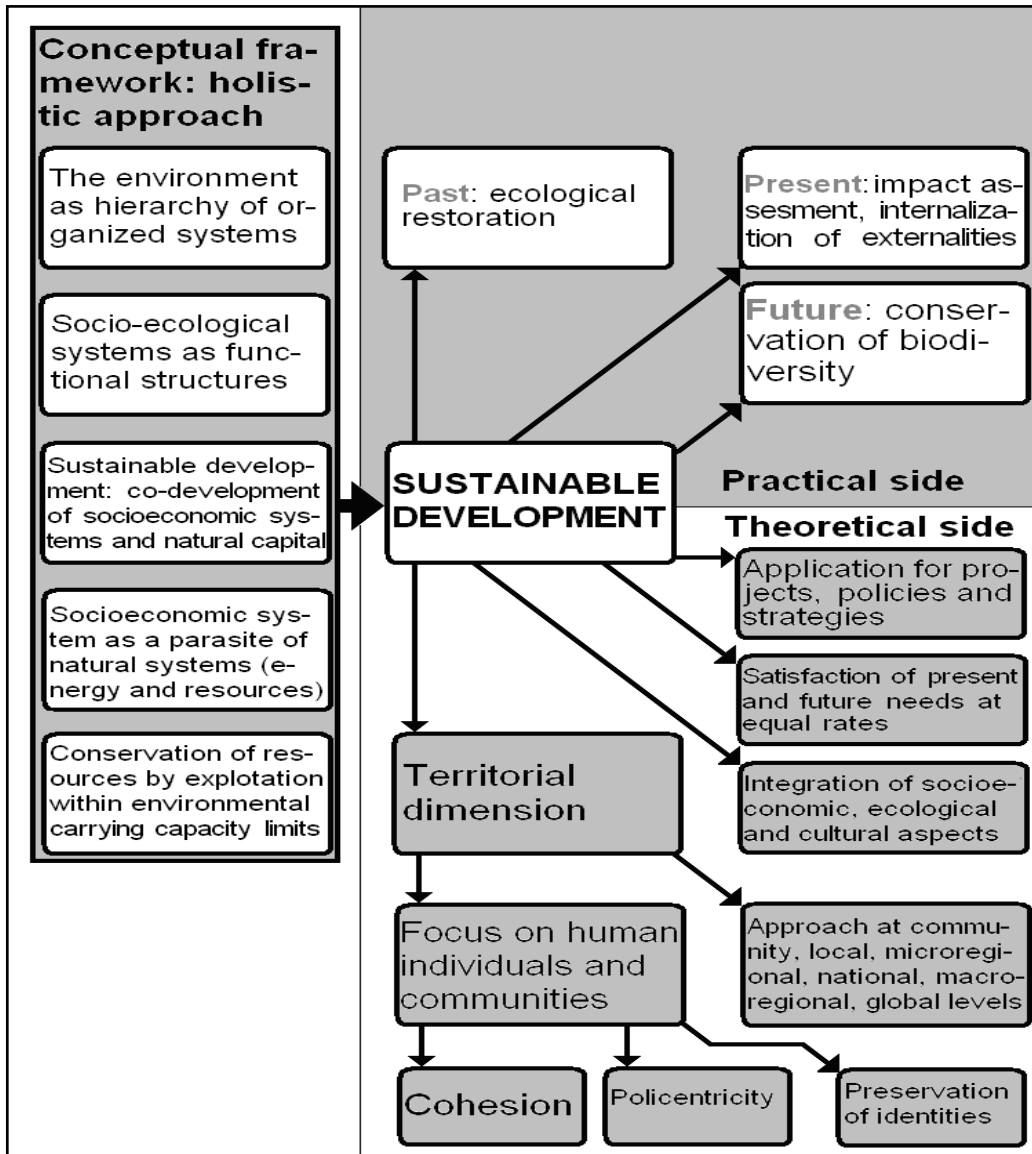 Conceptual fra-
mework: holis-
tic approach
The environment
as hierarchy of or-
ganized systems
Socio-ecological
systems as func-
tional structures
Sustainable develop-
ment: co-development
of socioeconomic sys-
tems and natural capital
Socioeconomic sys-
tem as a parasite of
natural systems (e-
nergy and resources)
Conservation of res-
ources by explotation
within environmental
carrying capacity limits
Past: ecological
restoration
Present: impact as-
sesment, internaliza-
tion of externalities
Future: conser-
vation of biodi-
versity
SUSTAINABLE
DEVELOPMENT
Practical side
Theoretical side
Application for pro-
jects, policies and
strategies
Satisfaction of present
and future needs at
equal rates
Integration of socioe-
conomic, ecological
and cultural aspects
Territorial
dimension
Focus on human
individuals and
communities
Approach at commu-
nity, local, microregi-
onal, national, macro-
regional, global levels
Cohesion
Policentricity
Preservation
of identities